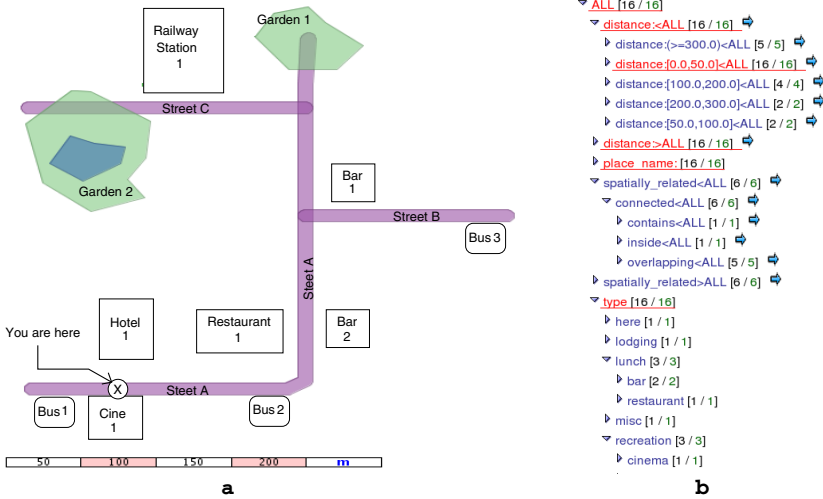 Garden 1
Railway
Station
1
Street C
Garden 2
Bar
1
Street B
Bus 3
Steet A
You are here
Hotel
1
Restaurant
1
Bar
2
X
Steet A
Bus 1
Cine
1
Bus 2
50 100 150 200 m
a
ALL [16 / 16]
distance:<ALL [16 / 16]
distance:(>=300.0)<ALL [5 / 5]
distance:[0.0,50.0]<ALL [16 / 16]
distance:[100.0,200.0]<ALL [4 / 4]
distance:[200.0,300.0]<ALL [2 / 2]
distance:[50.0,100.0]<ALL [2 / 2]
distance:>ALL [16 / 16]
place_name: [16 / 16]
spatially_related<ALL [6 / 6]
connected<ALL [6 / 6]
contains<ALL [1 / 1]
inside<ALL [1 / 1]
overlapping<ALL [5 / 5]
spatially_related>ALL [6 / 6]
type [16 / 16]
here [1 / 1]
lodging [1 / 1]
lunch [3 / 3]
bar [2 / 2]
restaurant [1 / 1]
misc [1 / 1]
recreation [3 / 3]
cinema [1 / 1]
b